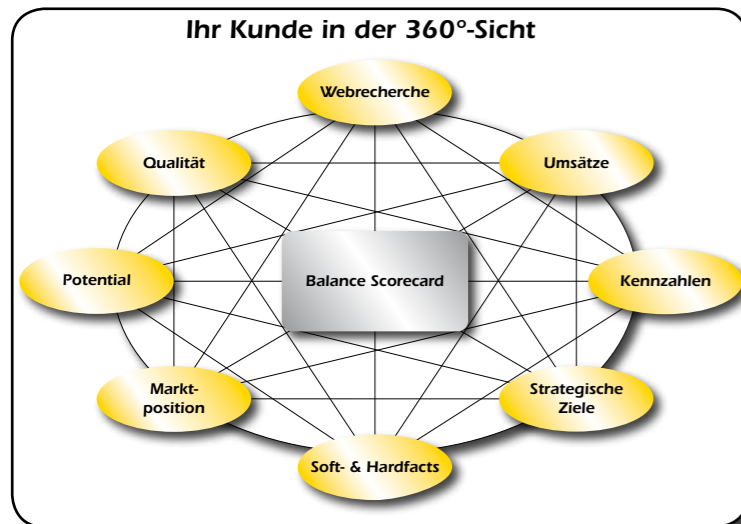 Ihr Kunde in der 360°-Sicht
Webrecherche
Qualität
Umsätze
Potential
Balance Scorecard
Kennzahlen
Markt-
position
Strategische
Ziele
Soft- & Hardfacts